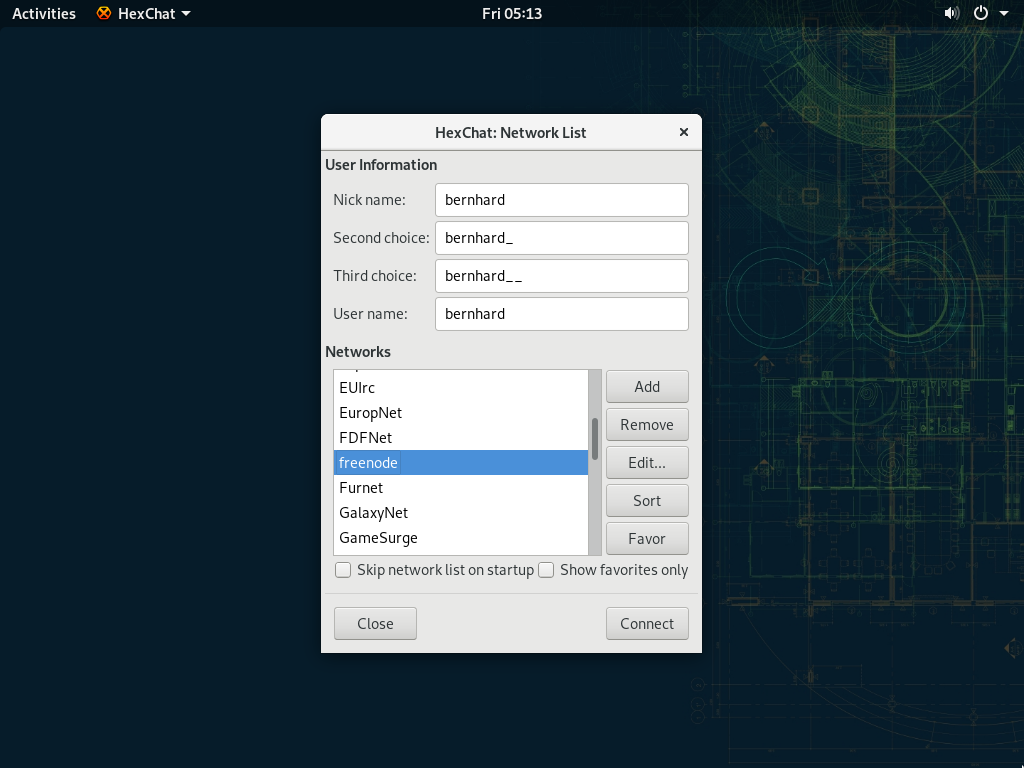 Activities HexChat Fri 05:13
HexChat: Network List
User Information
Nick name: bernhard
Second choice: bernhard_
Third choice: bernhard__
User name: bernhard
Networks
EUIrc Add
EuropNet
FDFNet Remove
freenode Edit...
Furnet
GalaxyNet Sort
GameSurge Favor
Skip network list on startup Show favorites only
Close Connect